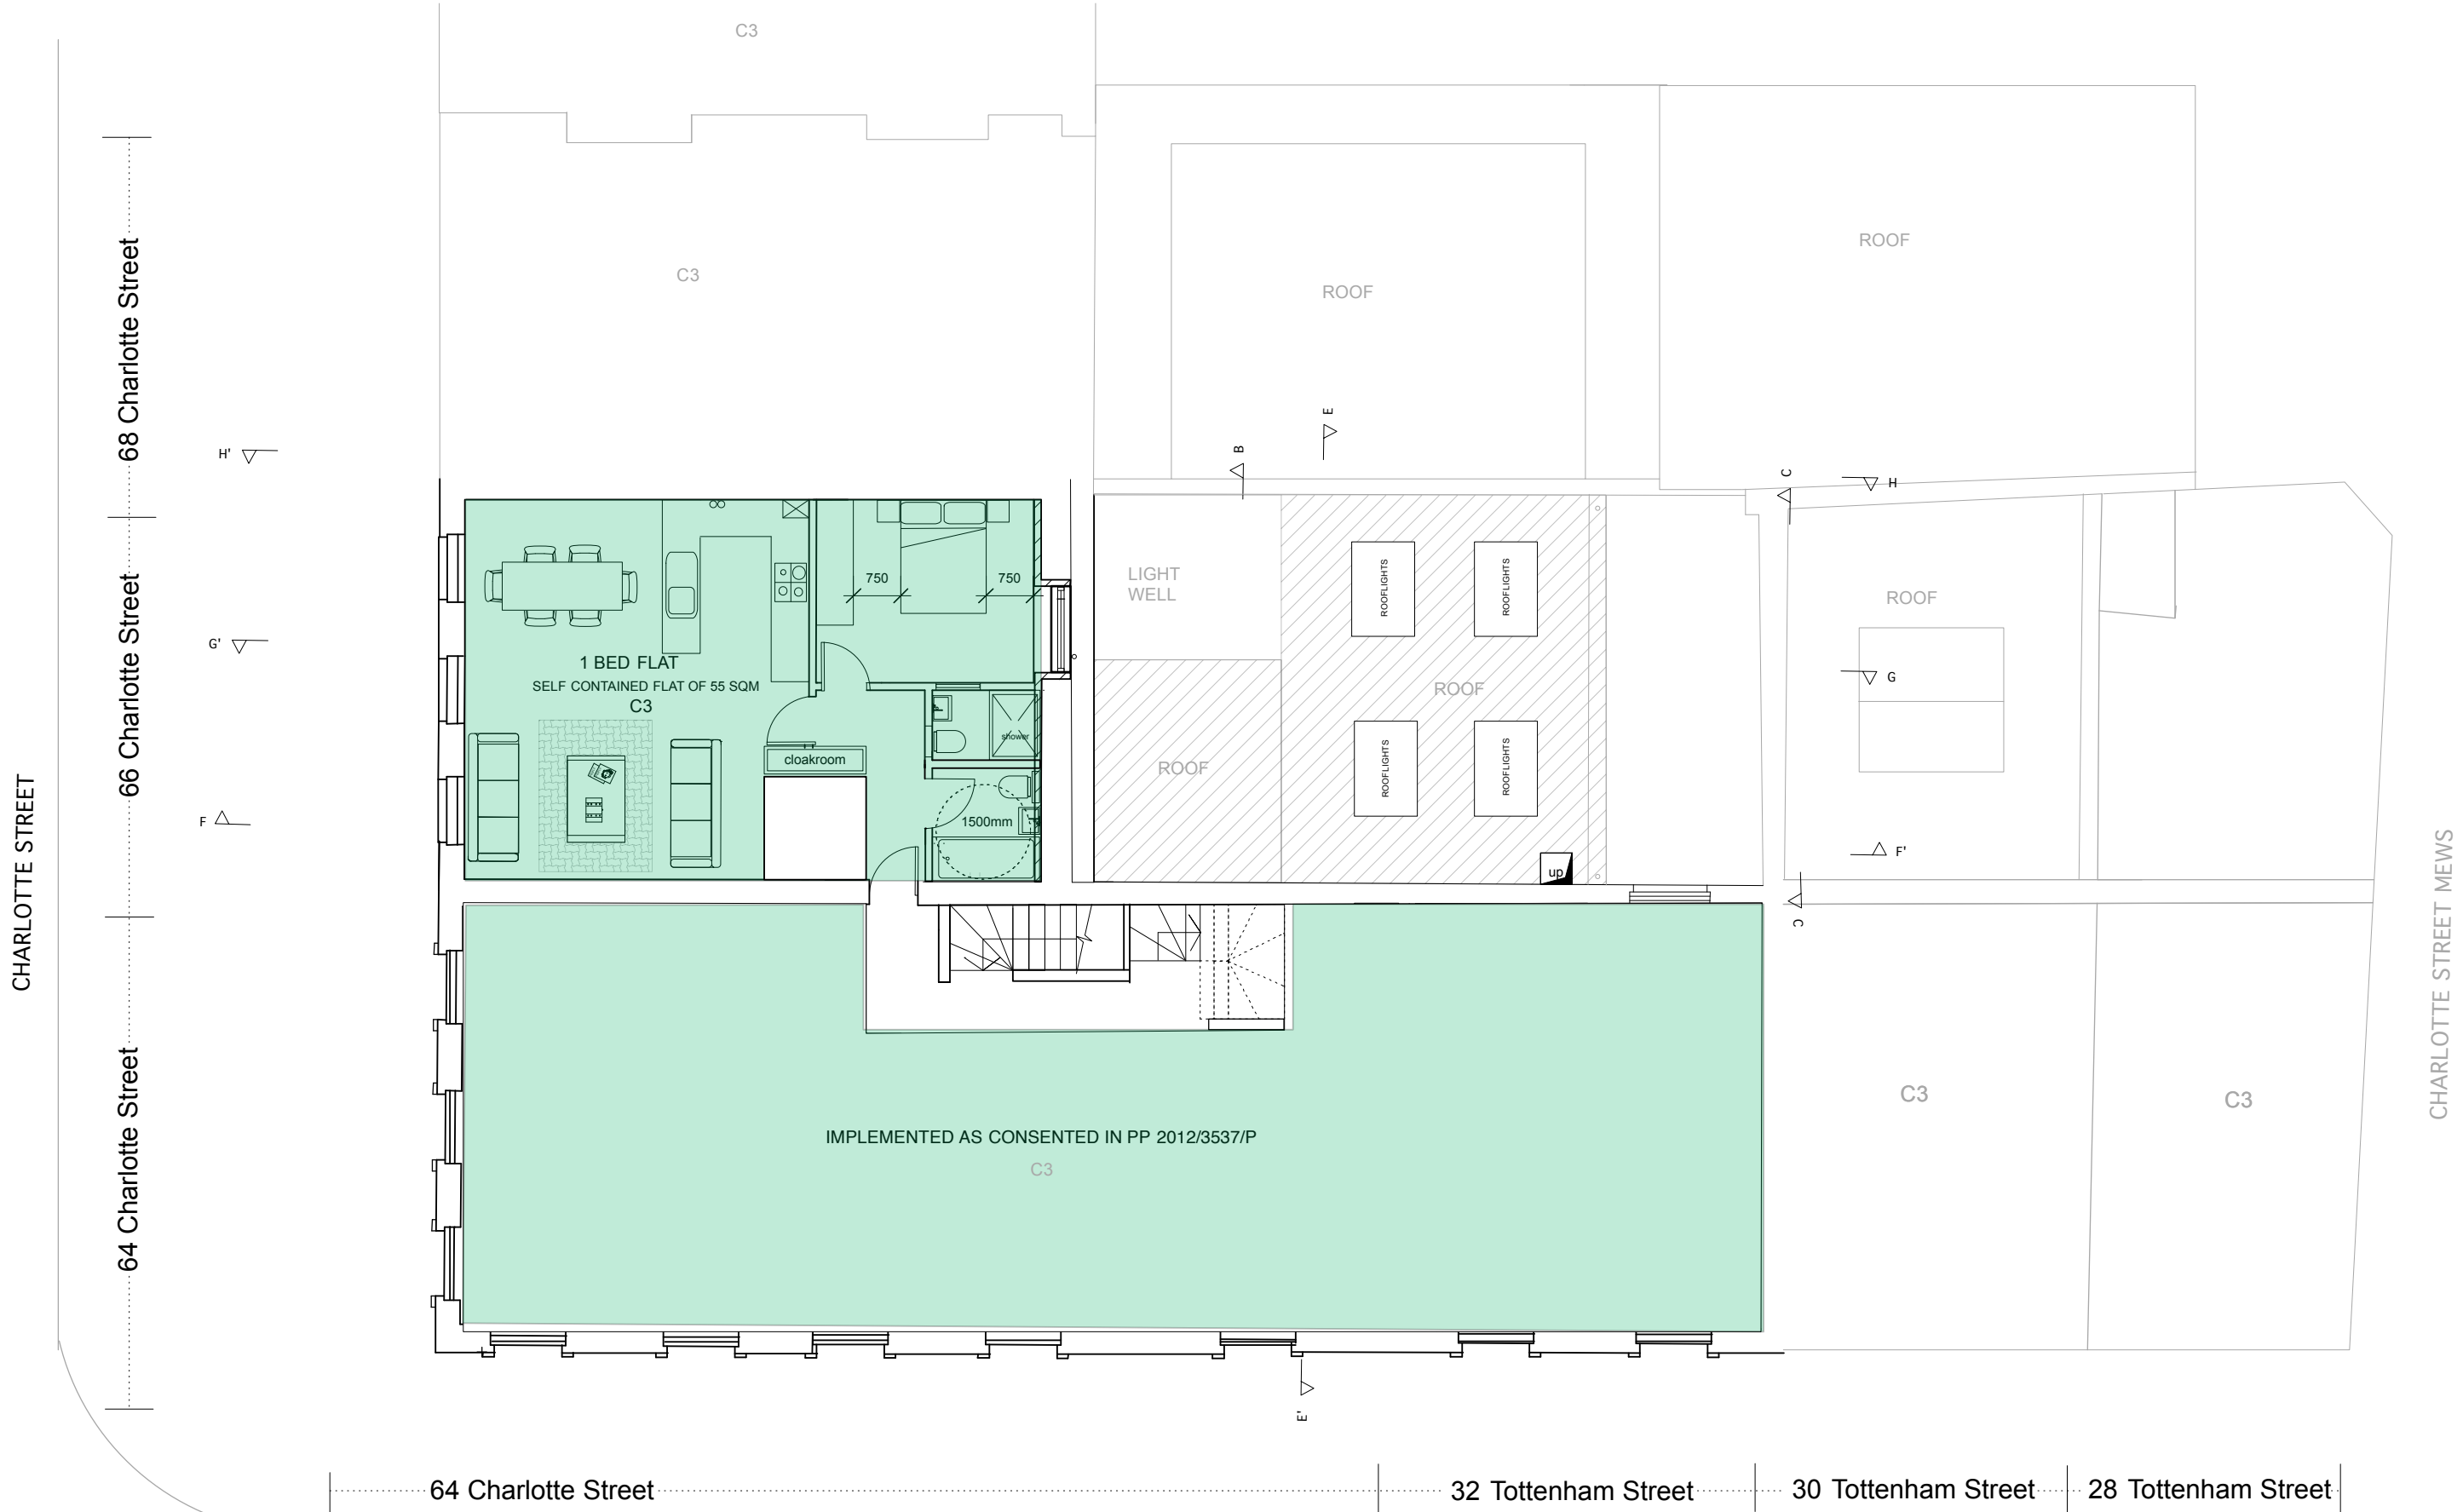 C3
68 Charlotte Street
C3
ROOF
ROOF
E
B
H'
C
H
66 Charlotte Street
LIGHT
WELL
ROOFLIGHTS
ROOFLIGHTS
ROOF
750
750
G'
1 BED FLAT
SELF CONTAINED FLAT OF 55 SQM
C3
G
ROOF
shower
cloakroom
ROOF
ROOFLIGHTS
ROOFLIGHTS
F
1500mm
F'
up
CHARLOTTE STREET
CHARLOTTE STREET MEWS
C
64 Charlotte Street
C3
C3
IMPLEMENTED AS CONSENTED IN PP 2012/3537/P
C3
E'
64 Charlotte Street
32 Tottenham Street
30 Tottenham Street
28 Tottenham Street